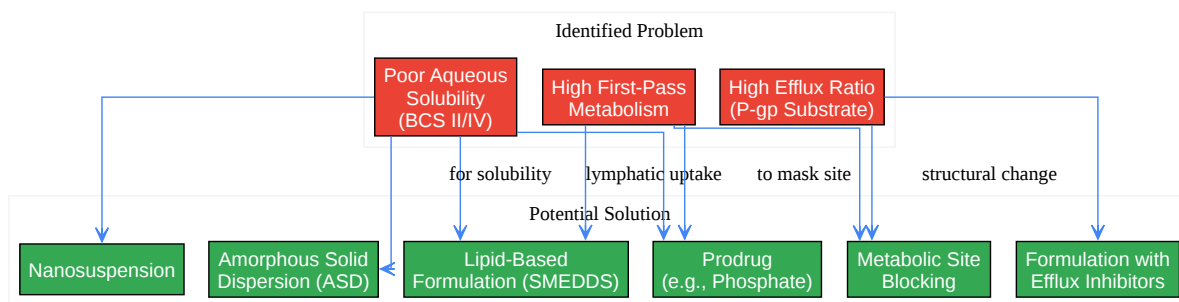 Identified Problem
Poor Aqueous
Solubility
(BCS II/IV)
High First-Pass
Metabolism
High Efflux Ratio
(P-gp Substrate)
for solubility
lymphatic uptake
to mask site
structural change
Potential Solution
Nanosuspension
Amorphous Solid
Dispersion (ASD)
Lipid-Based
Formulation (SMEDDS)
Prodrug
(e.g., Phosphate)
Metabolic Site
Blocking
Formulation with
Efflux Inhibitors